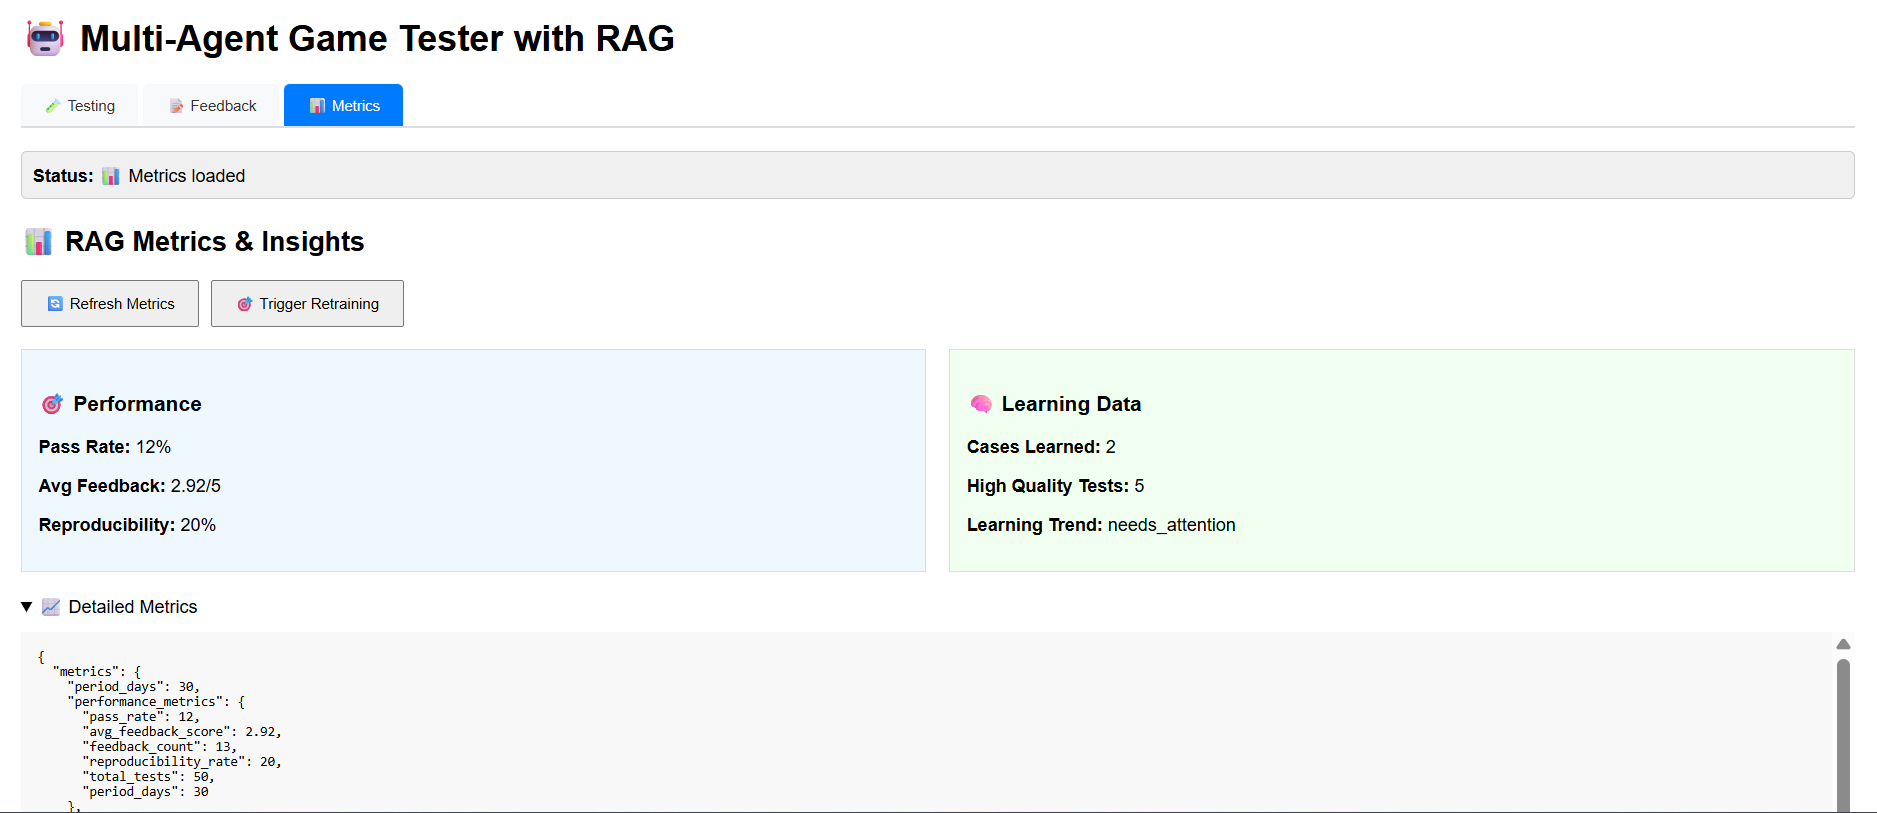 Multi-Agent Game Tester with RAG
Testing
Feedback
Metrics
Status: Metrics loaded
RAG Metrics & Insights
Refresh Metrics
Trigger Retraining
Performance
Pass Rate: 12%
Avg Feedback: 2.92/5
Reproducibility: 20%
Learning Data
Cases Learned: 2
High Quality Tests: 5
Learning Trend: needs_attention
Detailed Metrics
{
"metrics": {
"period_days": 30,
"performance_metrics": {
"pass_rate": 12,
"avg_feedback_score": 2.92,
"feedback_count": 13,
"reproducibility_rate": 20,
"total_tests": 50,
"period_days": 30
},